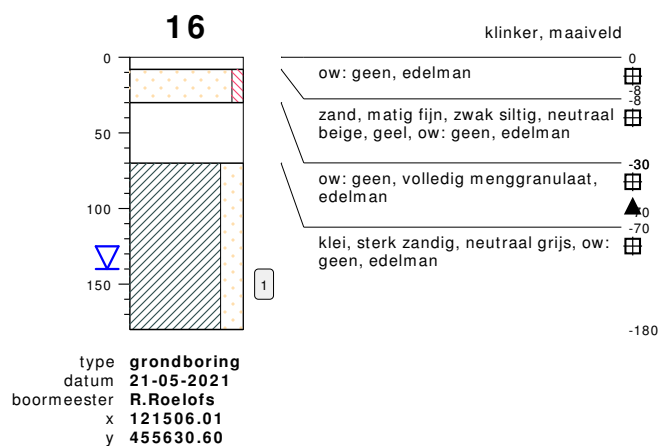 16
klinker, maaiveld
0
0
ow: geen, edelman
-8
-8
zand, matig fijn, zwak siltig, neutraal
beige, geel, ow: geen, edelman
50
-30
ow: geen, volledig menggranulaat,
edelman
100
-70
-70
klei, sterk zandig, neutraal grijs, ow:
geen, edelman
150
1
-180
type grondboring
datum 21-05-2021
boormeester R.Roelofs
x 121506.01
y 455630.60